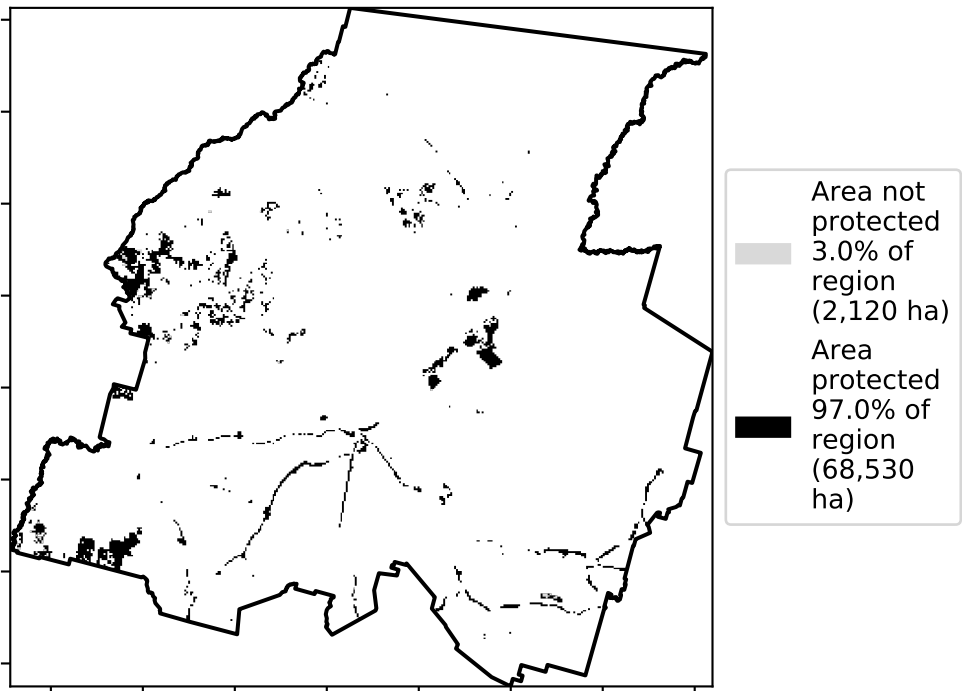 Area not
protected
3.0% of
region
(2,120 ha)
Area
protected
97.0% of
region
(68,530
ha)